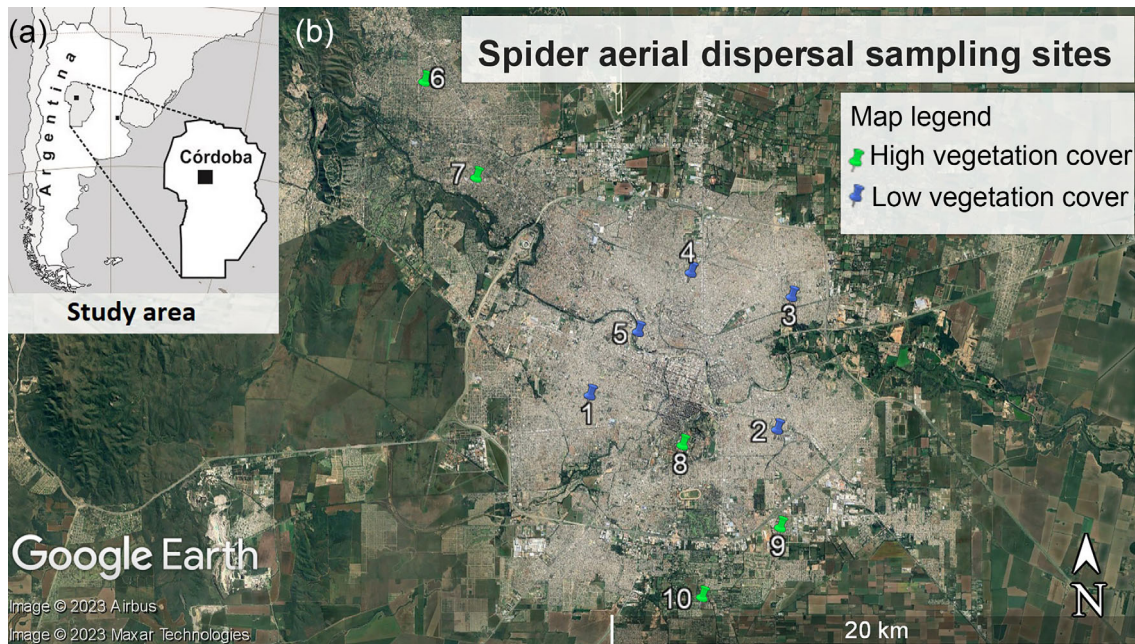 (a)
Argentina
Córdoba
Study area
(b)
Spider aerial dispersal sampling sites
Map legend
High vegetation cover
Low vegetation cover
6
7
4
3
5
1
2
8
9
10
Google Earth
Image © 2023 Airbus
Image © 2023 Maxar Technologies
N
20 km